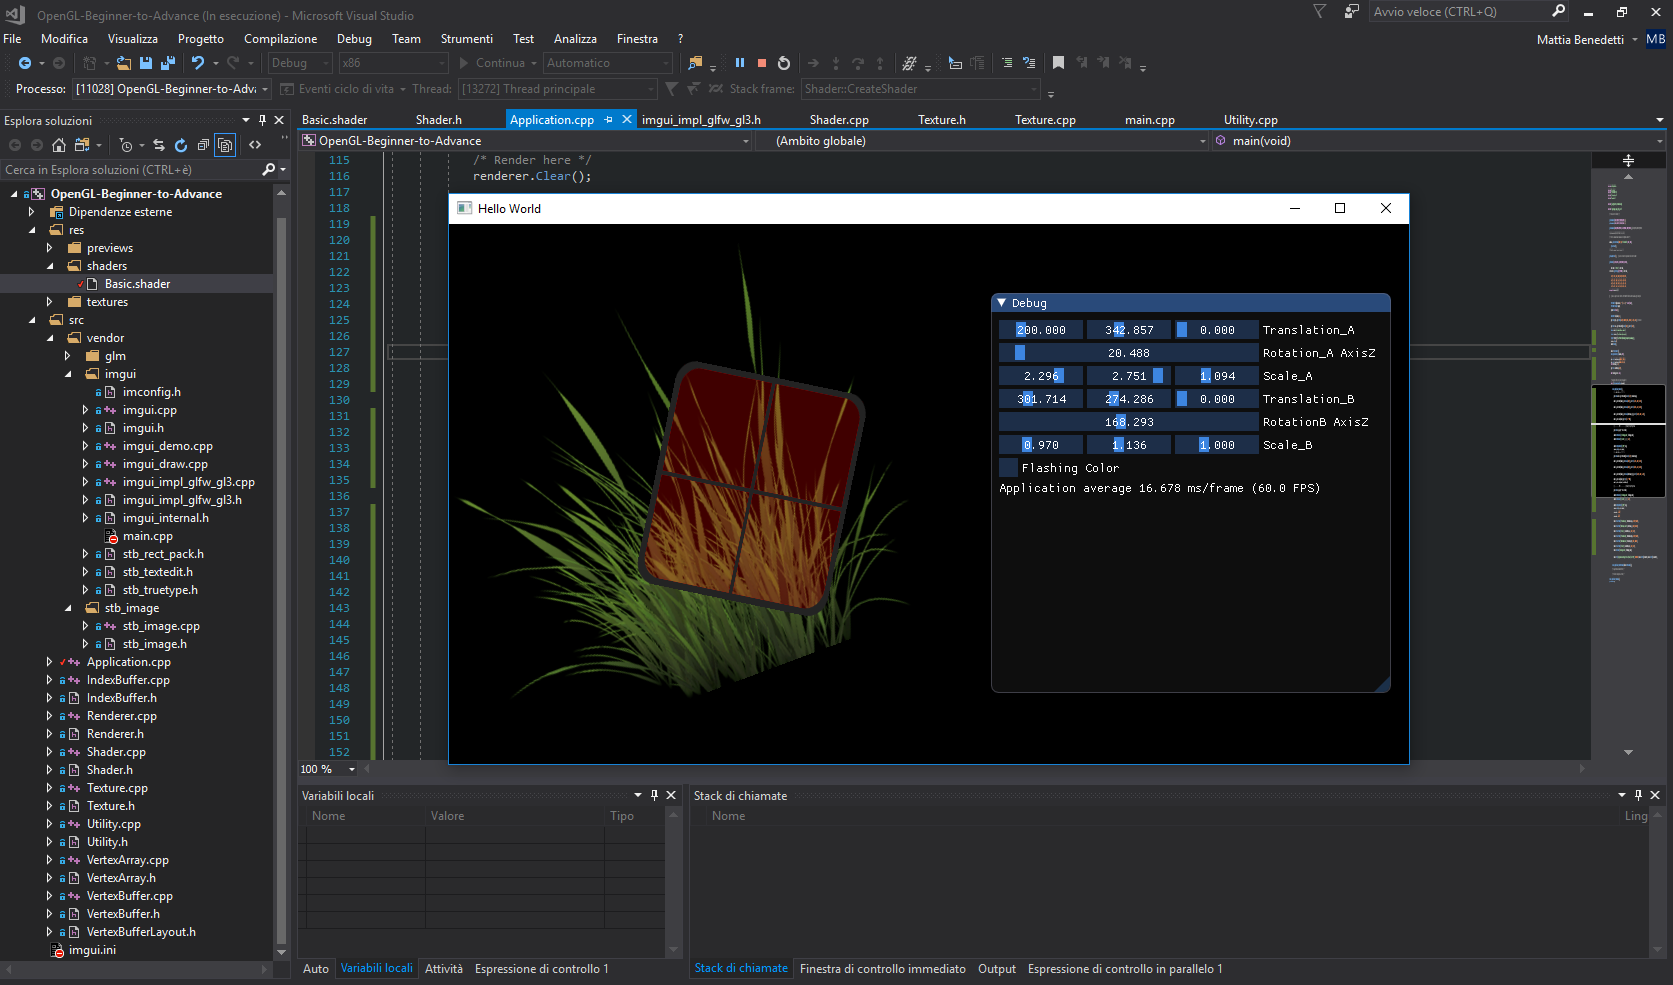 OpenGL-Beginner-to-Advance (In esecuzione) - Microsoft Visual Studio
Avvio veloce (CTRL+Q)
File Modifica Visualizza Progetto Compilazione Debug Team Strumenti Test Analizza Finestra ?
Mattia Benedetti MB
Debug x86 Continua Automatico
Processo: [11028] OpenGL-Beginner-to-Adva Eventi ciclo di vita Thread: [13272] Thread principale Stack frame: Shader::CreateShader
Esplora soluzioni
Basic.shader Shader.h Application.cpp imgui_impl_glfw_gl3.h Shader.cpp Texture.h Texture.cpp main.cpp Utility.cpp
OpenGL-Beginner-to-Advance (Ambito globale) main(void)
Cerca in Esplora soluzioni (CTRL+è)
OpenGL-Beginner-to-Advance
Dipendenze esterne
res
previews
shaders
Basic.shader
textures
src
vendor
glm
imgui
imconfig.h
imgui.cpp
imgui.h
imgui_demo.cpp
imgui_draw.cpp
imgui_impl_glfw_gl3.cpp
imgui_impl_glfw_gl3.h
imgui_internal.h
main.cpp
stb_rect_pack.h
stb_textedit.h
stb_truetype.h
stb_image
stb_image.cpp
stb_image.h
Application.cpp
IndexBuffer.cpp
IndexBuffer.h
Renderer.cpp
Renderer.h
Shader.cpp
Shader.h
Texture.cpp
Texture.h
Utility.cpp
Utility.h
VertexArray.cpp
VertexArray.h
VertexBuffer.cpp
VertexBuffer.h
VertexBufferLayout.h
imgui.ini
115 /* Render here */
116 renderer.Clear();
117
118
119
120
121
122
123
124
125
126
127
128
129
130
131
132
133
134
135
136
137
138
139
140
141
142
143
144
145
146
147
148
149
150
151
152
Hello World
Debug
200.000 342.857 0.000 Translation_A
20.488 Rotation_A AxisZ
2.296 2.751 1.094 Scale_A
301.714 274.286 0.000 Translation_B
168.293 RotationB AxisZ
0.970 1.136 1.000 Scale_B
Flashing Color
Application average 16.678 ms/frame (60.0 FPS)
100 %
Variabili locali
Nome Valore Tipo
Auto Variabili locali Attività Espressione di controllo 1
Stack di chiamate
Nome Ling
Stack di chiamate Finestra di controllo immediato Output Espressione di controllo in parallelo 1